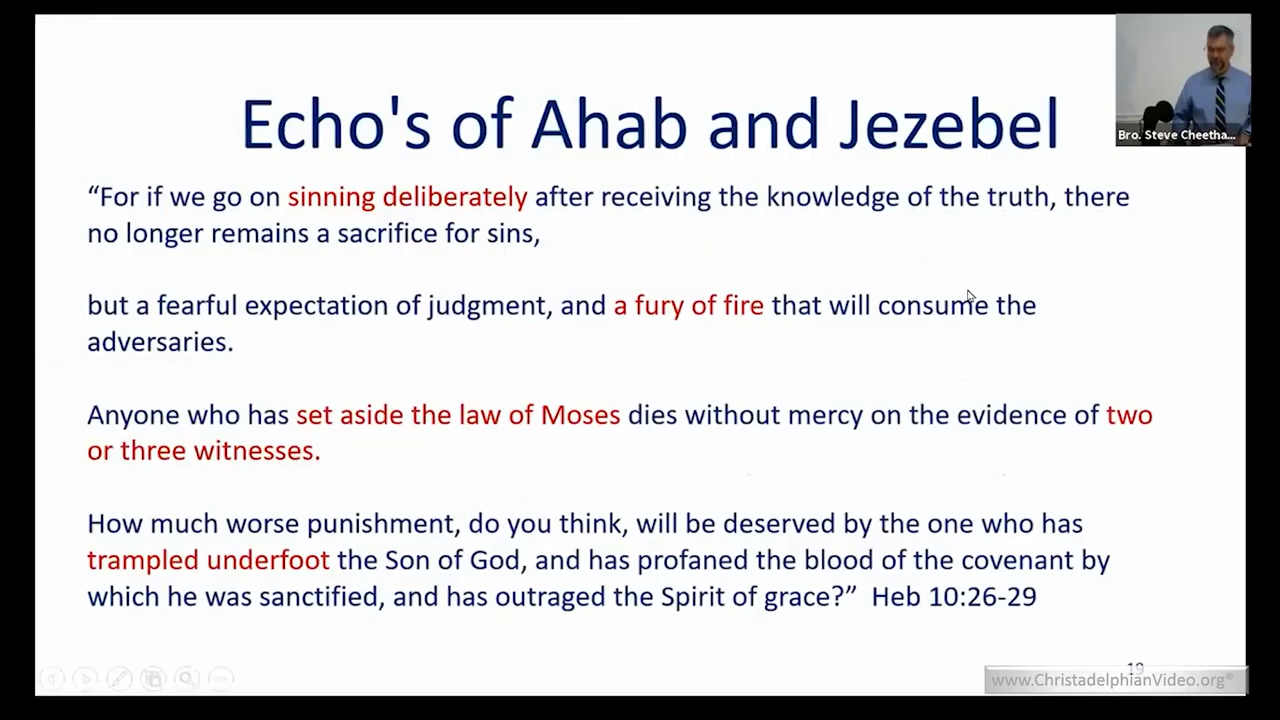 Echo's of Ahab and Jezebel
Bro. Steve Cheetha...
“For if we go on sinning deliberately after receiving the knowledge of the truth, there
no longer remains a sacrifice for sins,
but a fearful expectation of judgment, and a fury of fire that will consume the
adversaries.
Anyone who has set aside the law of Moses dies without mercy on the evidence of two
or three witnesses.
How much worse punishment, do you think, will be deserved by the one who has
trampled underfoot the Son of God, and has profaned the blood of the covenant by
which he was sanctified, and has outraged the Spirit of grace?” Heb 10:26-29
19
www.ChristadelphianVideo.org®